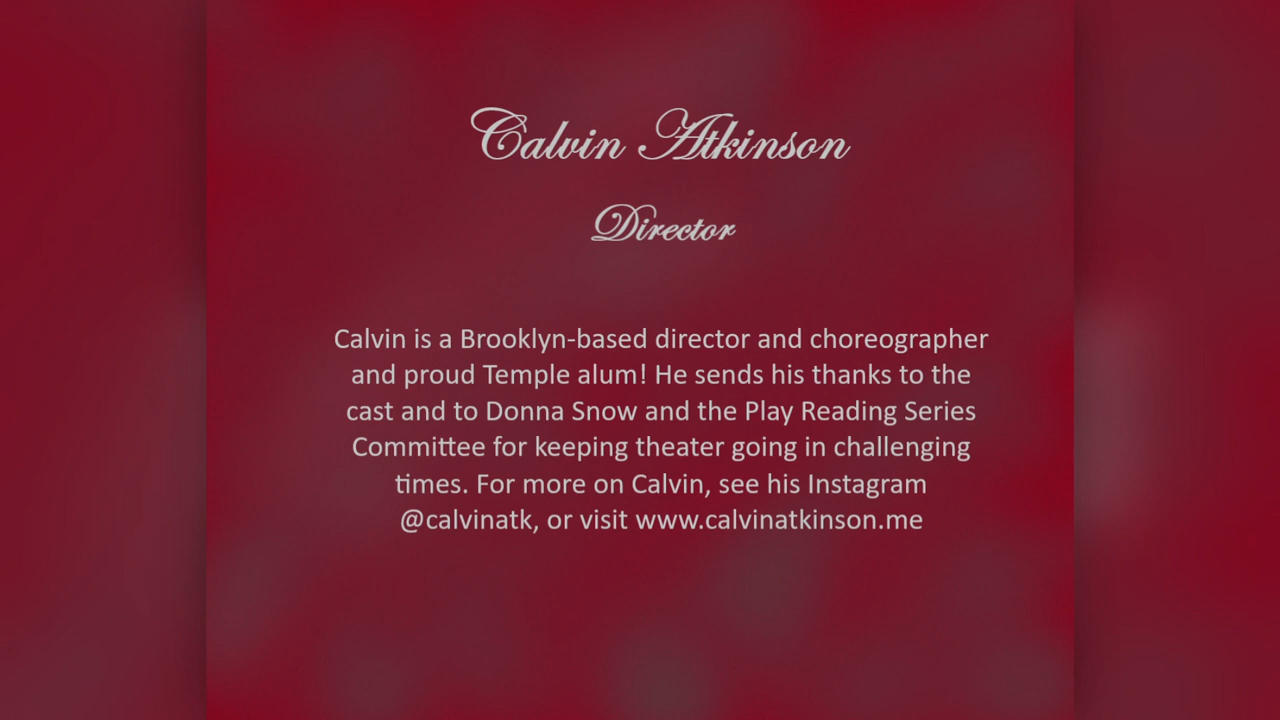 Calvin Atkinson
Director
Calvin is a Brooklyn-based director and choreographer
and proud Temple alum! He sends his thanks to the
cast and to Donna Snow and the Play Reading Series
Committee for keeping theater going in challenging
times. For more on Calvin, see his Instagram
@calvinatk, or visit www.calvinatkinson.me